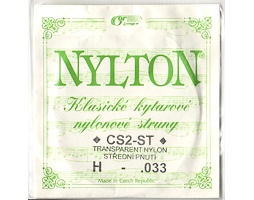 NYLTON
Klasické kytarové
nylonové struny
CS2-ST
TRANSPARENT NYLON
STŘEDNÍ PNUTÍ
H - .033
Made in Czech Republic